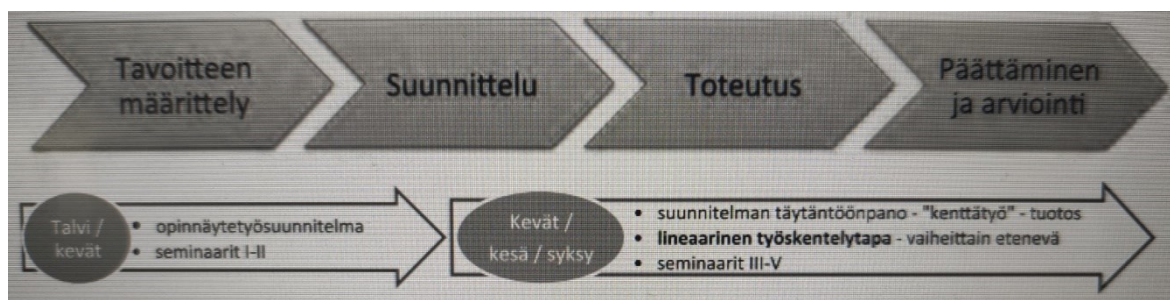 Tavoitteen
määrittely
Suunnittelu
Toteutus
Päättäminen
ja arviointi
Talvi /
kevät
• opinnäytetyösuunnitelma
• seminaarit I-II
Kevät /
kesä / syksy
• suunnitelman täytäntöönpano - "kenttätyö" - tuotos
• lineaarinen työskentelytapa - vaiheittain etenevä
• seminaarit III-V